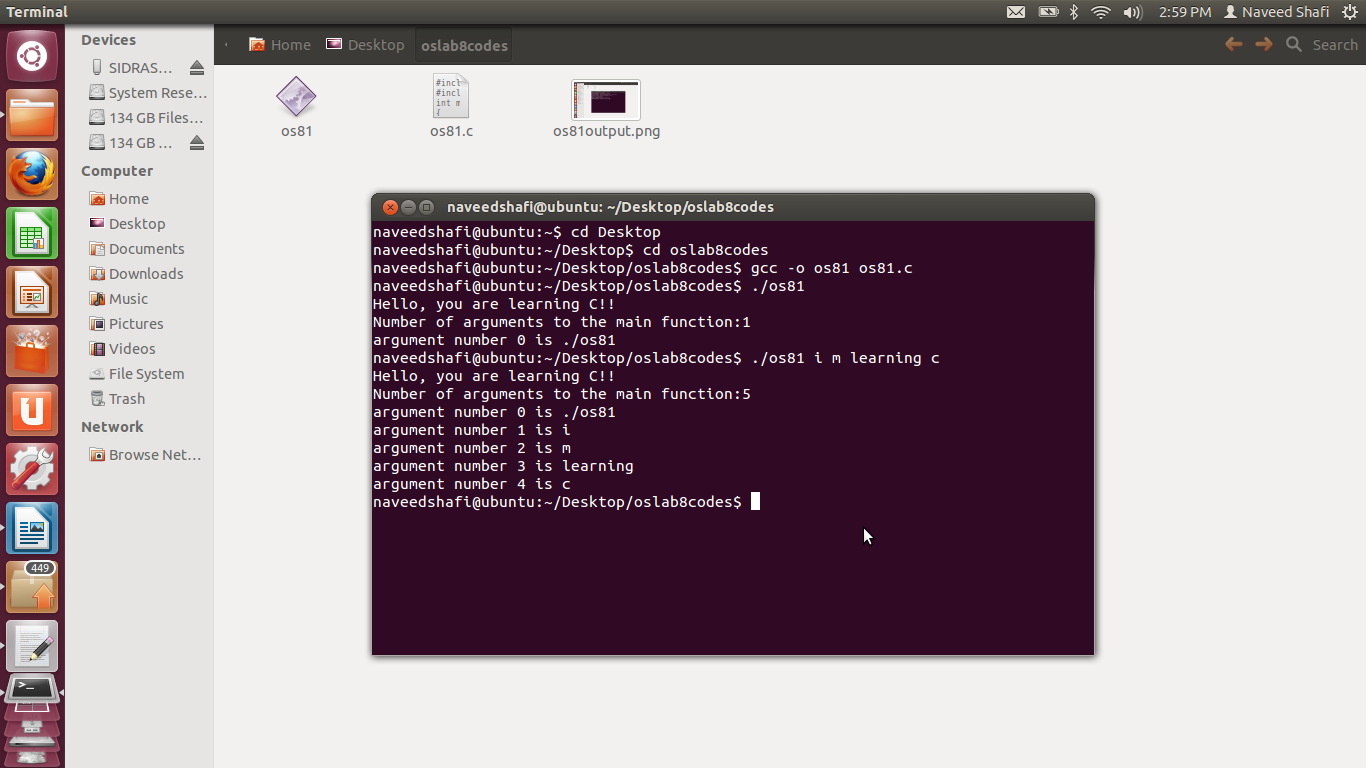 Terminal
2:59 PM
Naveed Shafi
Devices
SIDRAS...
System Rese...
134 GB Files...
134 GB ...
Computer
Home
Desktop
Documents
Downloads
Music
Pictures
Videos
File System
Trash
Network
Browse Net...
Home
Desktop
oslab8codes
Search
#incl
#incl
int m
{
os81
os81.c
os81output.png
naveedshafi@ubuntu: ~/Desktop/oslab8codes
naveedshafi@ubuntu:~$ cd Desktop
naveedshafi@ubuntu:~/Desktop$ cd oslab8codes
naveedshafi@ubuntu:~/Desktop/oslab8codes$ gcc -o os81 os81.c
naveedshafi@ubuntu:~/Desktop/oslab8codes$ ./os81
Hello, you are learning C!!
Number of arguments to the main function:1
argument number 0 is ./os81
naveedshafi@ubuntu:~/Desktop/oslab8codes$ ./os81 i m learning c
Hello, you are learning C!!
Number of arguments to the main function:5
argument number 0 is ./os81
argument number 1 is i
argument number 2 is m
argument number 3 is learning
argument number 4 is c
naveedshafi@ubuntu:~/Desktop/oslab8codes$
449
>_